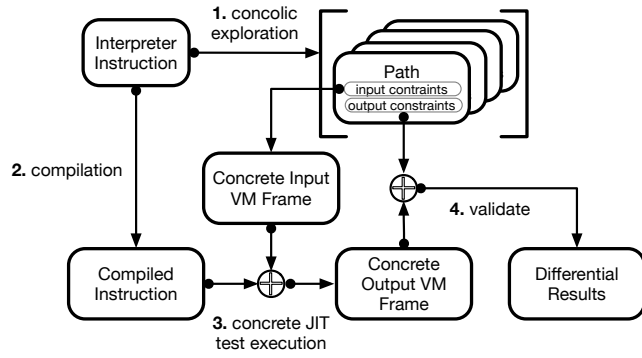 1. concolic
exploration
Interpreter
Instruction
Path
input contraints
output constraints
2. compilation
Concrete Input
VM Frame
4. validate
Compiled
Instruction
Concrete
Output VM
Frame
Differential
Results
3. concrete JIT
test execution